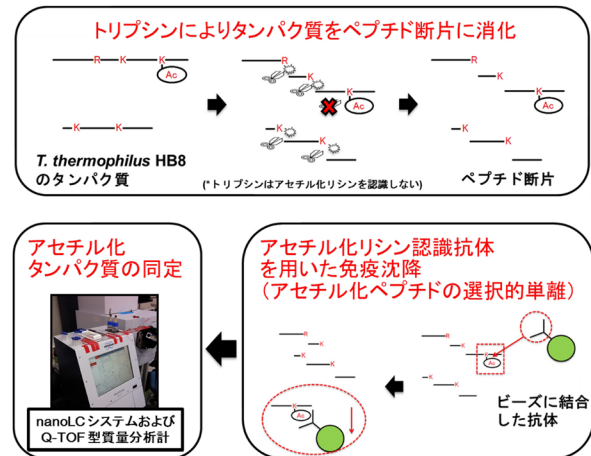 トリプシンによりタンパク質をペプチド断片に消化
R K K
Ac
K K
R
K
K
Ac
K
K
R
K
K
Ac
K
K
T. thermophilus HB8
のタンパク質
(*トリプシンはアセチル化リシンを認識しない)
ペプチド断片
アセチル化リシン認識抗体
を用いた免疫沈降
(アセチル化ペプチドの選択的単離)
R
K
K
Ac
K
K
ビーズに結合
した抗体
R
K
K
K
K
Ac
アセチル化
タンパク質の同定
nanoLCシステムおよび
Q-TOF型質量分析計